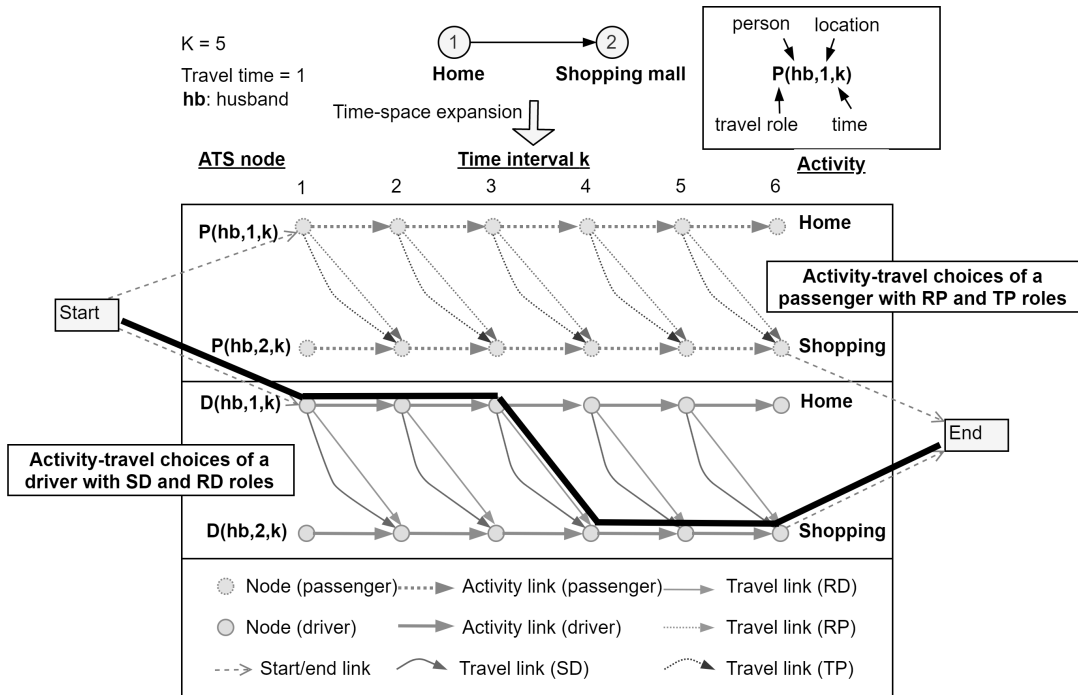 K = 5
Travel time = 1
hb: husband
1
2
Home
Shopping mall
Time-space expansion
person
location
P(hb,1,k)
travel role
time
ATS node
Time interval k
Activity
1 2 3 4 5 6
P(hb,1,k)
Home
Activity-travel choices of a
passenger with RP and TP roles
Start
P(hb,2,k)
Shopping
D(hb,1,k)
Home
End
Activity-travel choices of a
driver with SD and RD roles
D(hb,2,k)
Shopping
Node (passenger)
Activity link (passenger)
Travel link (RD)
Node (driver)
Activity link (driver)
Travel link (RP)
Start/end link
Travel link (SD)
Travel link (TP)